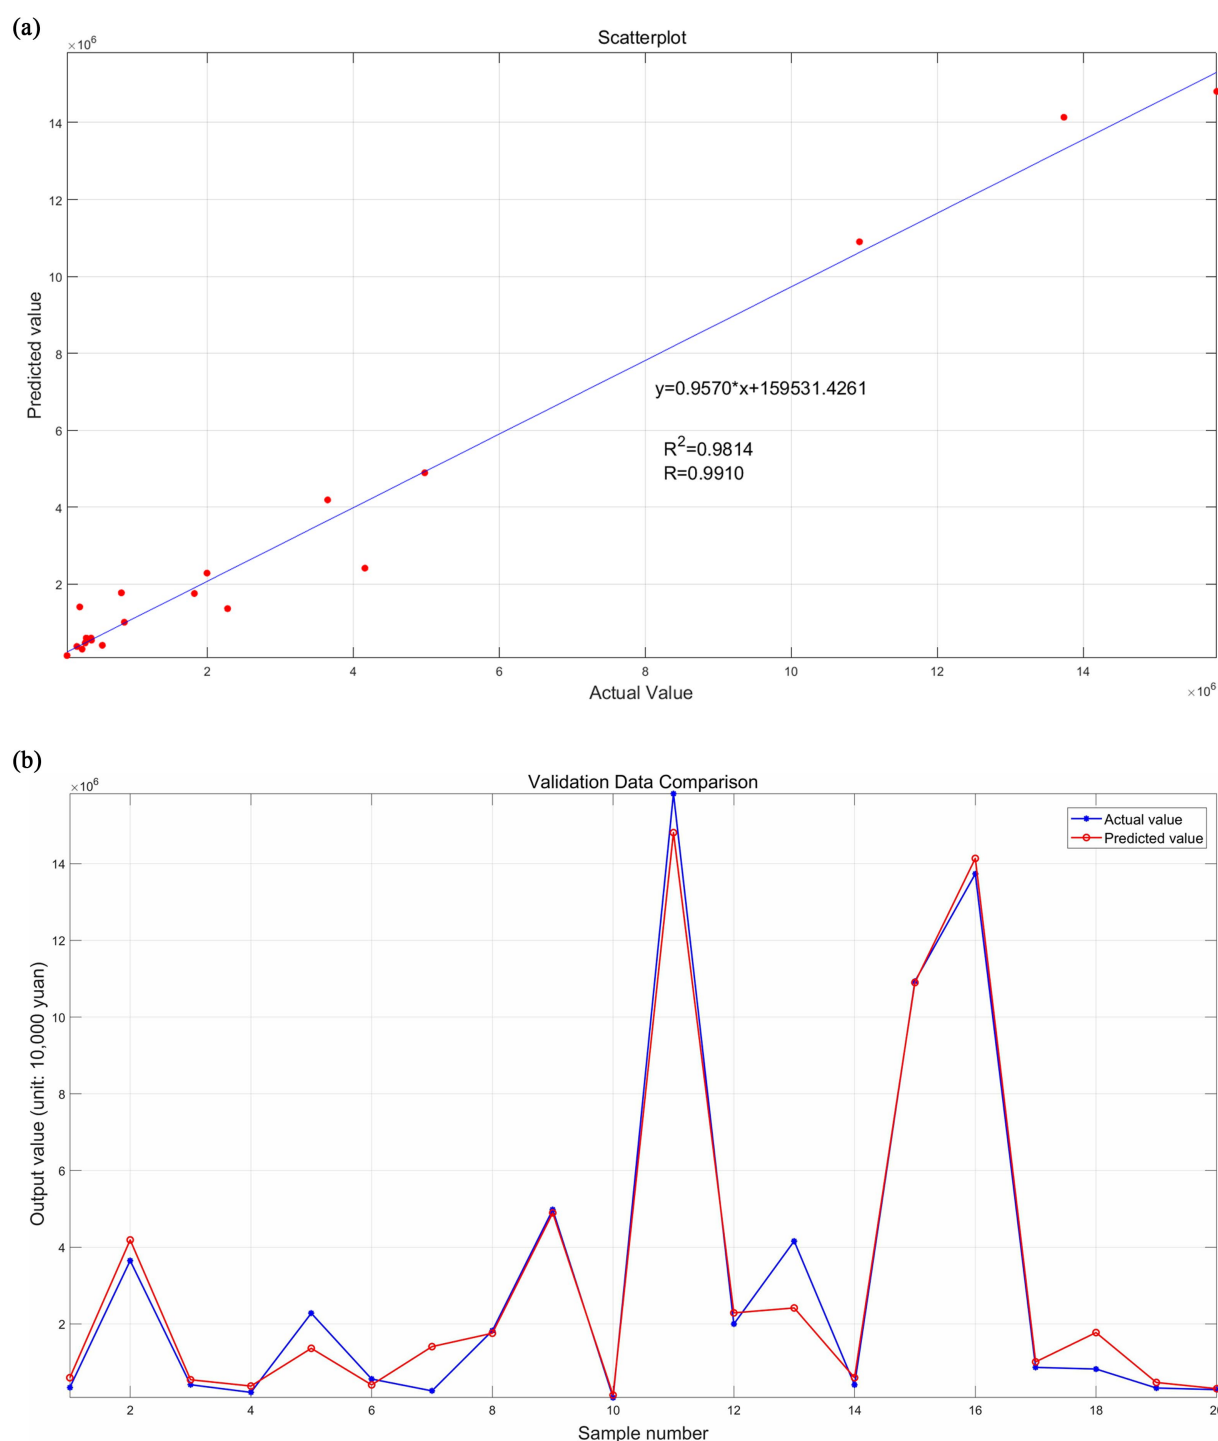 (a)
Scatterplot
×10^6
14
12
10
8
6
4
2
Predicted value
y=0.9570*x+159531.4261
R^2=0.9814
R=0.9910
2 4 6 8 10 12 14
×10^6
Actual Value
(b)
Validation Data Comparison
×10^6
Actual value
Predicted value
14
12
10
8
6
4
2
Output value (unit: 10,000 yuan)
2 4 6 8 10 12 14 16 18 20
Sample number